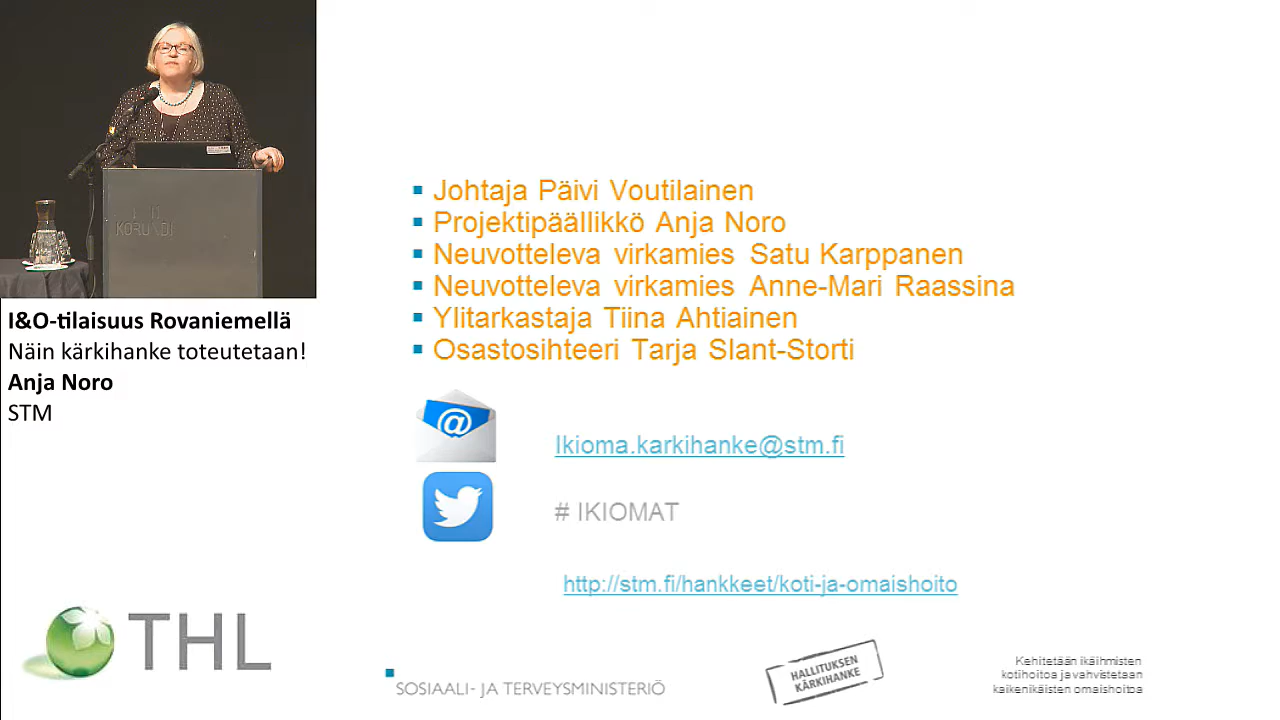 KORUNDI
I&O-tilaisuus Rovaniemellä
Näin kärkihanke toteutetaan!
Anja Noro
STM
THL
Johtaja Päivi Voutilainen
Projektipäällikkö Anja Noro
Neuvotteleva virkamies Satu Karppanen
Neuvotteleva virkamies Anne-Mari Raassina
Ylitarkastaja Tiina Ahtiainen
Osastosihteeri Tarja Slant-Storti
@
Ikioma.karkihanke@stm.fi
# IKIOMAT
http://stm.fi/hankkeet/koti-ja-omaishoito
SOSIAALI- JA TERVEYSMINISTERIÖ
HALLITUKSEN
KÄRKIHANKE
Kehitetään ikäihmisten
kotihoitoa ja vahvistetaan
kaikenikäisten omaishoitoa